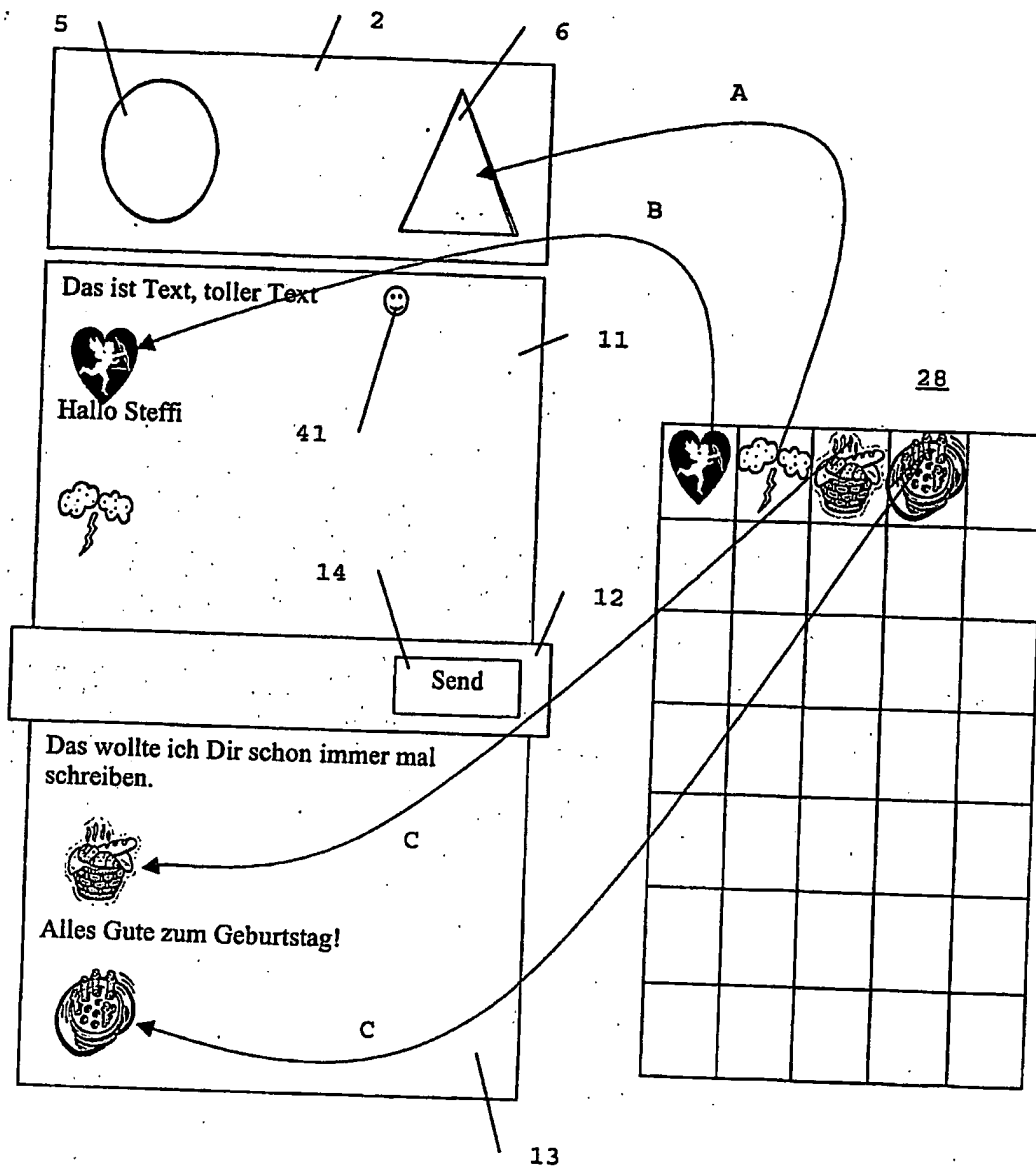 5
2
6
A
B
Das ist Text, toller Text
11
28
Hallo Steffi
41
14
12
Send
Das wollte ich Dir schon immer mal
schreiben.
C
Alles Gute zum Geburtstag!
C
13